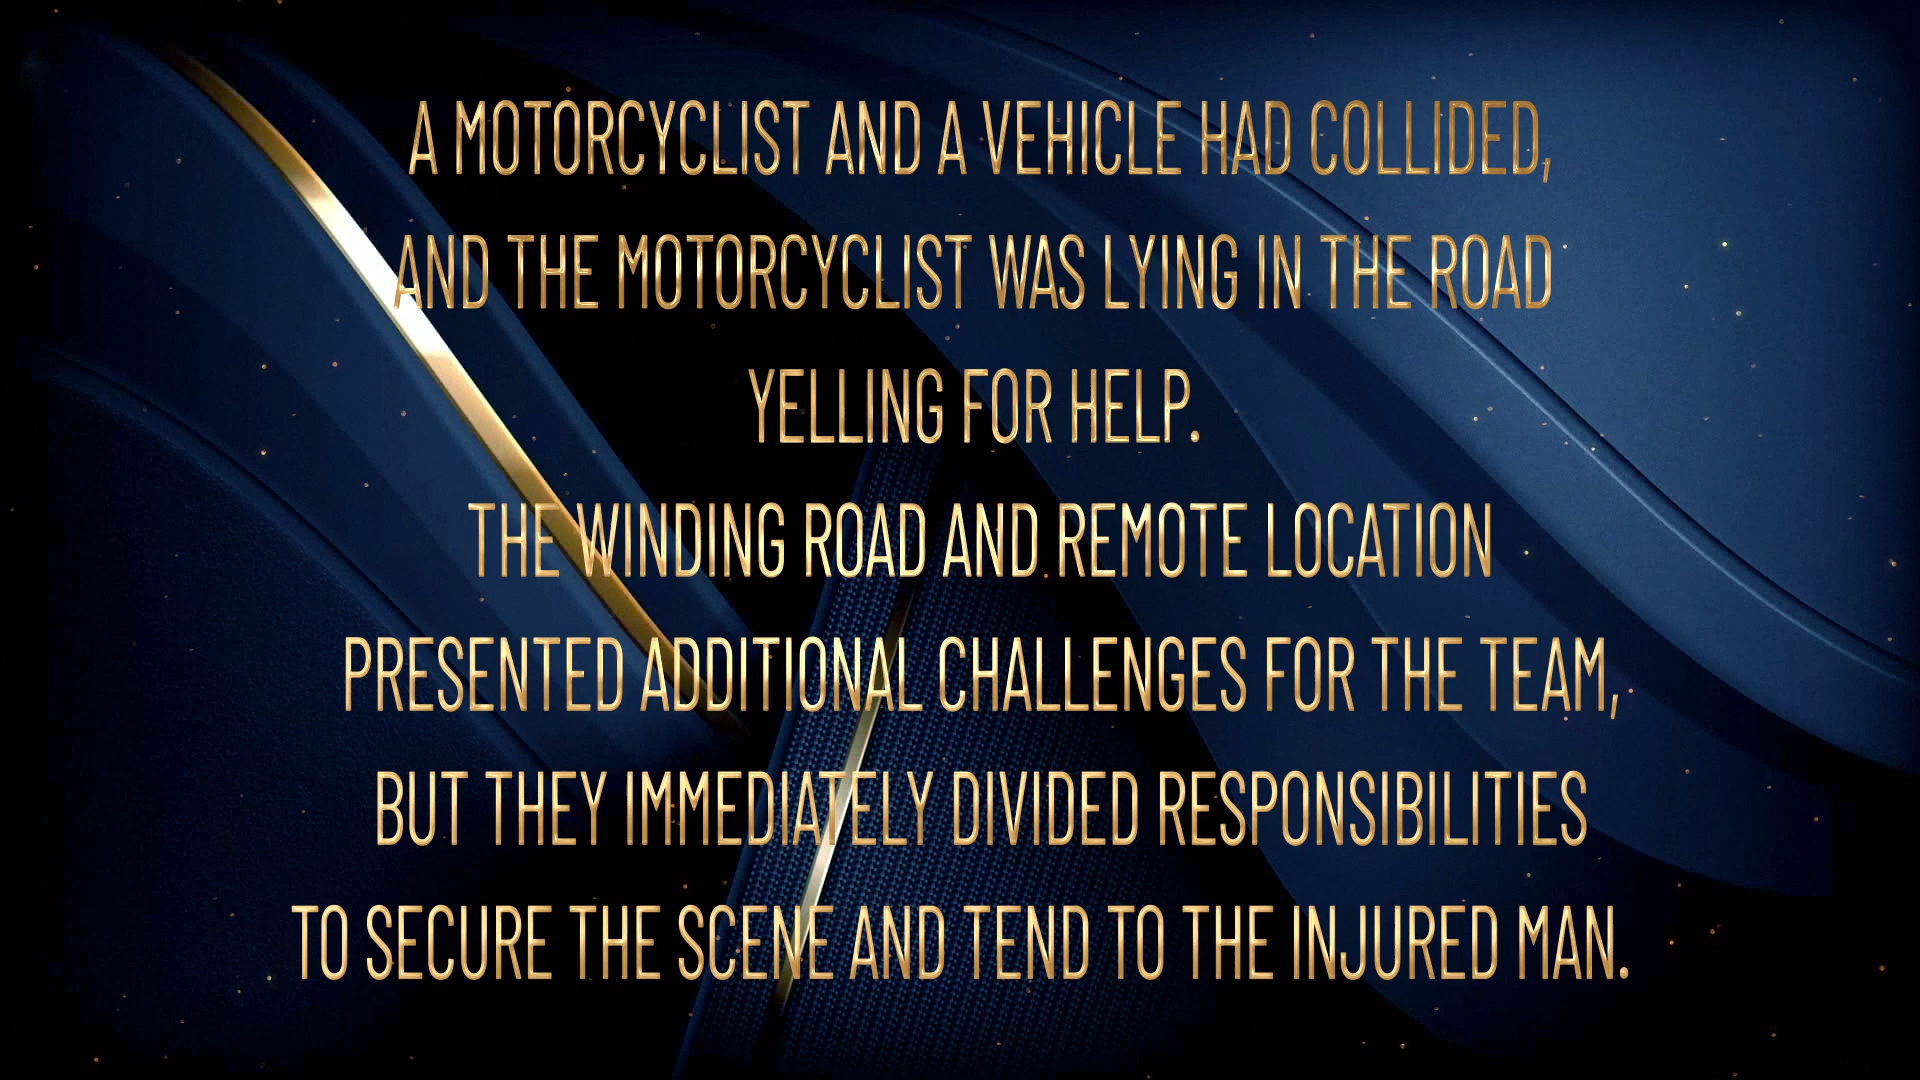 A MOTORCYCLIST AND A VEHICLE HAD COLLIDED,
AND THE MOTORCYCLIST WAS LYING IN THE ROAD
YELLING FOR HELP.
THE WINDING ROAD AND REMOTE LOCATION
PRESENTED ADDITIONAL CHALLENGES FOR THE TEAM,
BUT THEY IMMEDIATELY DIVIDED RESPONSIBILITIES
TO SECURE THE SCENE AND TEND TO THE INJURED MAN.